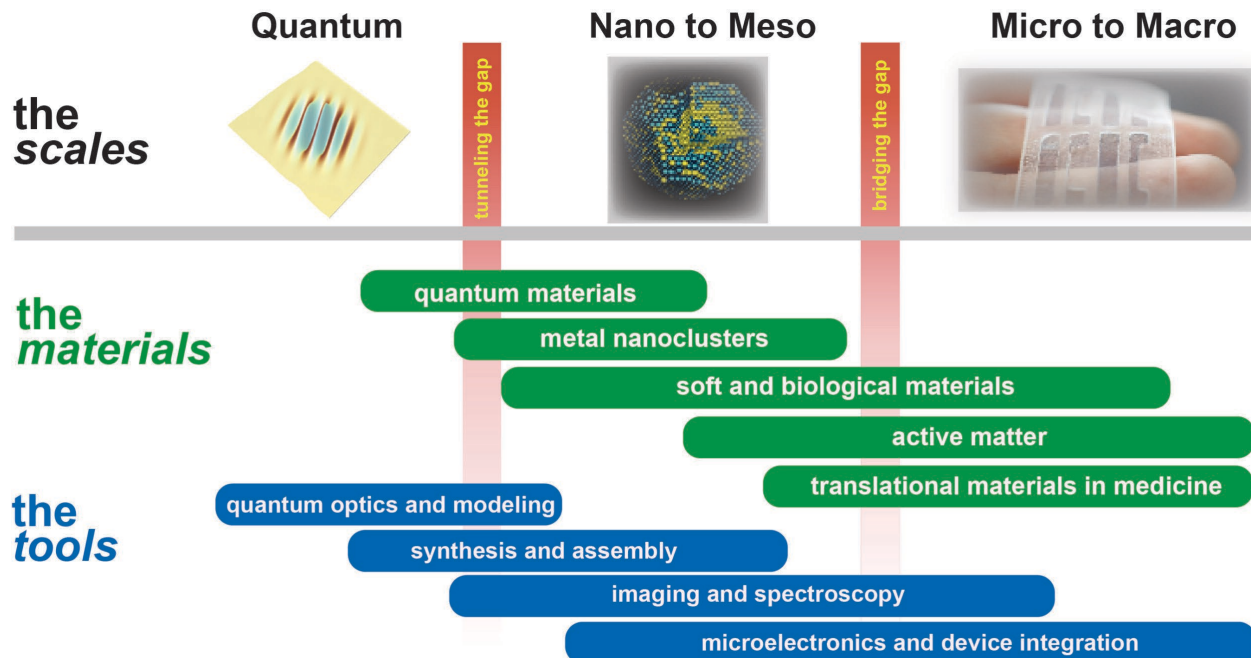 Quantum
Nano to Meso
Micro to Macro
the
scales
tunneling the gap
bridging the gap
the
materials
quantum materials
metal nanoclusters
soft and biological materials
active matter
translational materials in medicine
the
tools
quantum optics and modeling
synthesis and assembly
imaging and spectroscopy
microelectronics and device integration